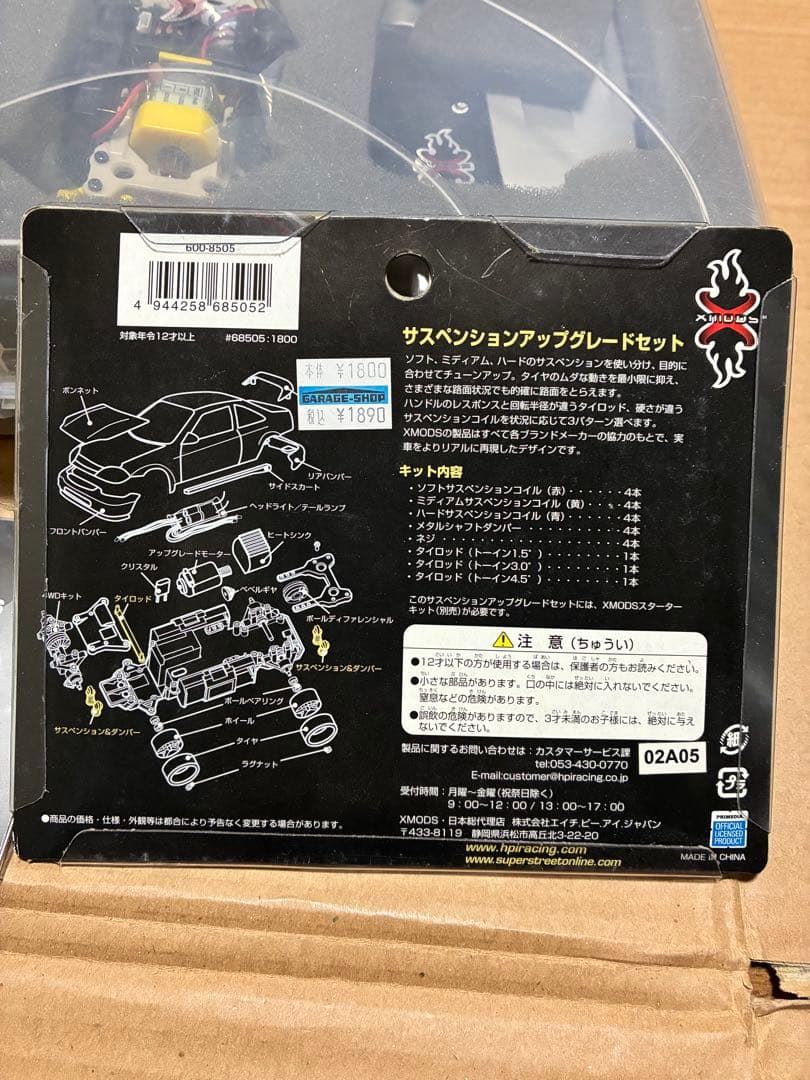 600-8505
4 944258 685052
対象年令12才以上 #68505:1800
XMODS
本体 ¥1800
GARAGE-SHOP
税込 ¥1890
サスペンションアップグレードセット
ソフト、ミディアム、ハードのサスペンションを使い分け、目的に
合わせてチューンアップ。タイヤのムダな動きを最小限に抑え、
さまざまな路面状況でも的確に路面をとらえます。
ハンドルのレスポンスと回転半径が違うタイロッド、硬さが違う
サスペンションコイルを状況に応じて3パターン選べます。
XMODSの製品はすべて各ブランドメーカーの協力のもとで、実
車をよりリアルに再現したデザインです。
キット内容
・ソフトサスペンションコイル（赤）・・・・・・・4本
・ミディアムサスペンションコイル（黄）・・・・・4本
・ハードサスペンションコイル（青）・・・・・・・4本
・メタルシャフトダンパー・・・・・・・・・・・・4本
・ネジ・・・・・・・・・・・・・・・・・・・・・4本
・タイロッド（トーイン1.5°）・・・・・・・・・・1本
・タイロッド（トーイン3.0°）・・・・・・・・・・1本
・タイロッド（トーイン4.5°）・・・・・・・・・・1本
このサスペンションアップグレードセットには、XMODSスターター
キット（別売）が必要です。
ボンネット
リアバンパー
サイドスカート
フロントバンパー
ヘッドライト／テールランプ
ヒートシンク
アップグレードモーター
クリスタル
ベベルギヤ
4WDキット
タイロッド
ボールディファレンシャル
サスペンション&ダンパー
ボールベアリング
ホイール
サスペンション&ダンパー
タイヤ
ラグナット
注 意（ちゅうい）
●12才以下の方が使用する場合は、保護者の方もお読みください。
●小さな部品があります。口の中には絶対に入れないでください。
窒息などの危険があります。
●誤飲の危険がありますので、3才未満のお子様には、絶対に与え
ないでください。
製品に関するお問い合わせは：カスタマーサービス課
tel:053-430-0770
E-mail:customer@hpiracing.co.jp
02A05
受付時間：月曜〜金曜（祝祭日除く）
9：00〜12：00 / 13：00〜17：00
XMODS・日本総代理店 株式会社エイチ.ピー.アイ.ジャパン
〒433-8119 静岡県浜松市高丘北3-22-20
www.hpiracing.com
www.superstreetonline.com
●商品の価格・仕様・外観等は都合により予告なく変更する場合があります。
紙
プラ
PRIMEDIA
OFFICIAL
LICENSED
PRODUCT
MADE IN CHINA